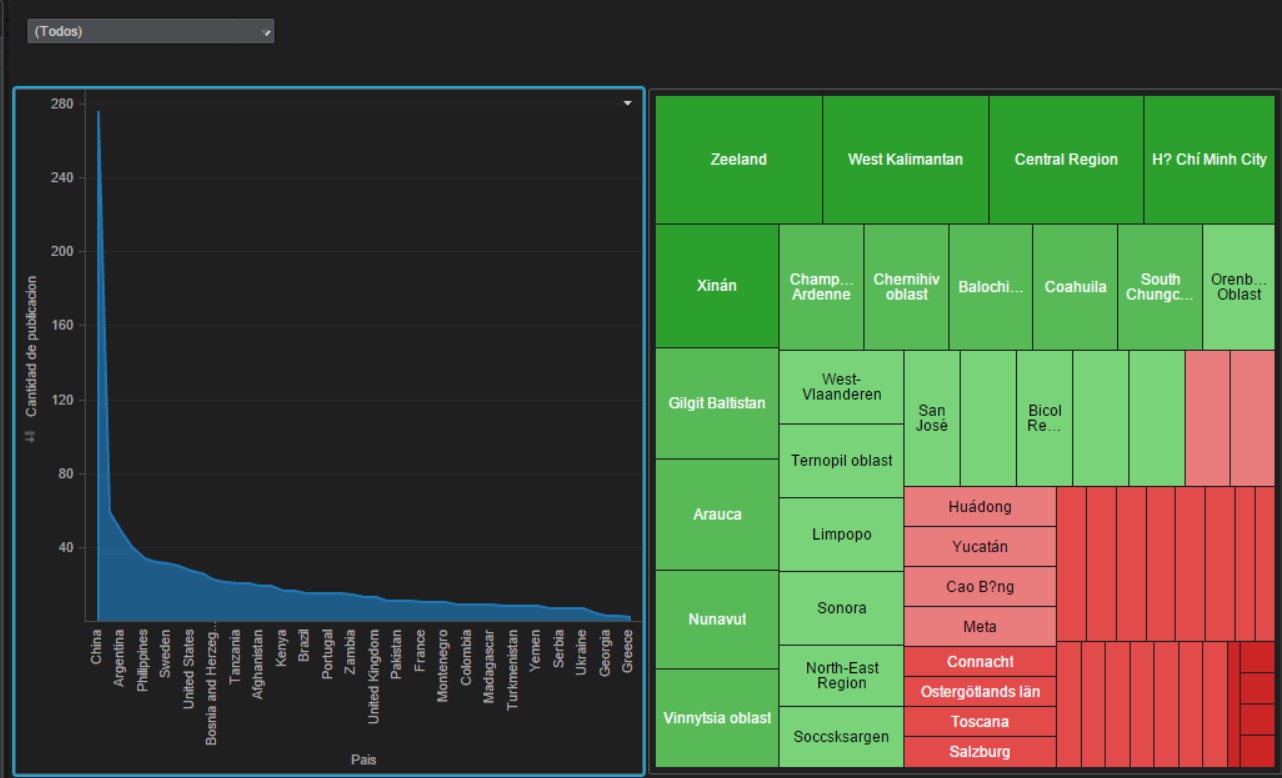 (Todos)
280
240
200
160
120
80
40
Cantidad de publicacion
China
Argentina
Philippines
Sweden
United States
Bosnia and Herzeg...
Tanzania
Afghanistan
Kenya
Brazil
Portugal
Zambia
United Kingdom
Pakistan
France
Montenegro
Colombia
Madagascar
Turkmenistan
Yemen
Serbia
Ukraine
Georgia
Greece
Pais
Zeeland
West Kalimantan
Central Region
H? Chí Minh City
Xinán
Champ...
Ardenne
Chernihiv
oblast
Balochi...
Coahuila
South
Chungc...
Orenb...
Oblast
Gilgit Baltistan
West-
Vlaanderen
San
José
Bicol
Re...
Ternopil oblast
Arauca
Limpopo
Huádong
Yucatán
Cao B?ng
Meta
Nunavut
Sonora
North-East
Region
Connacht
Ostergötlands län
Toscana
Salzburg
Vinnytsia oblast
Soccsksargen